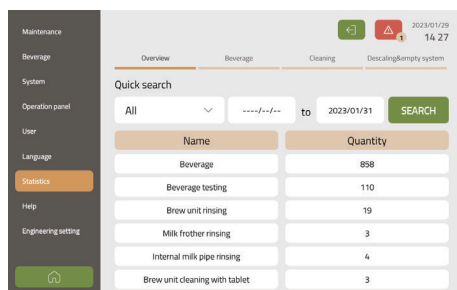 Maintenance
Beverage
System
Operation panel
User
Language
Statistics
Help
Engineering setting
1
2023/01/29
14 27
Overview Beverage Cleaning Descaling&empty system
Quick search
All ----/--/-- to 2023/01/31 SEARCH
Name Quantity
Beverage 858
Beverage testing 110
Brew unit rinsing 19
Milk frother rinsing 3
Internal milk pipe rinsing 4
Brew unit cleaning with tablet 3